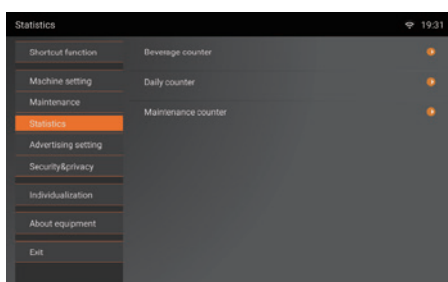 Statistics
19:31
Shortcut function
Machine setting
Maintenance
Statistics
Advertising setting
Security&privacy
Individualization
About equipment
Exit
Beverage counter
Daily counter
Maintenance counter